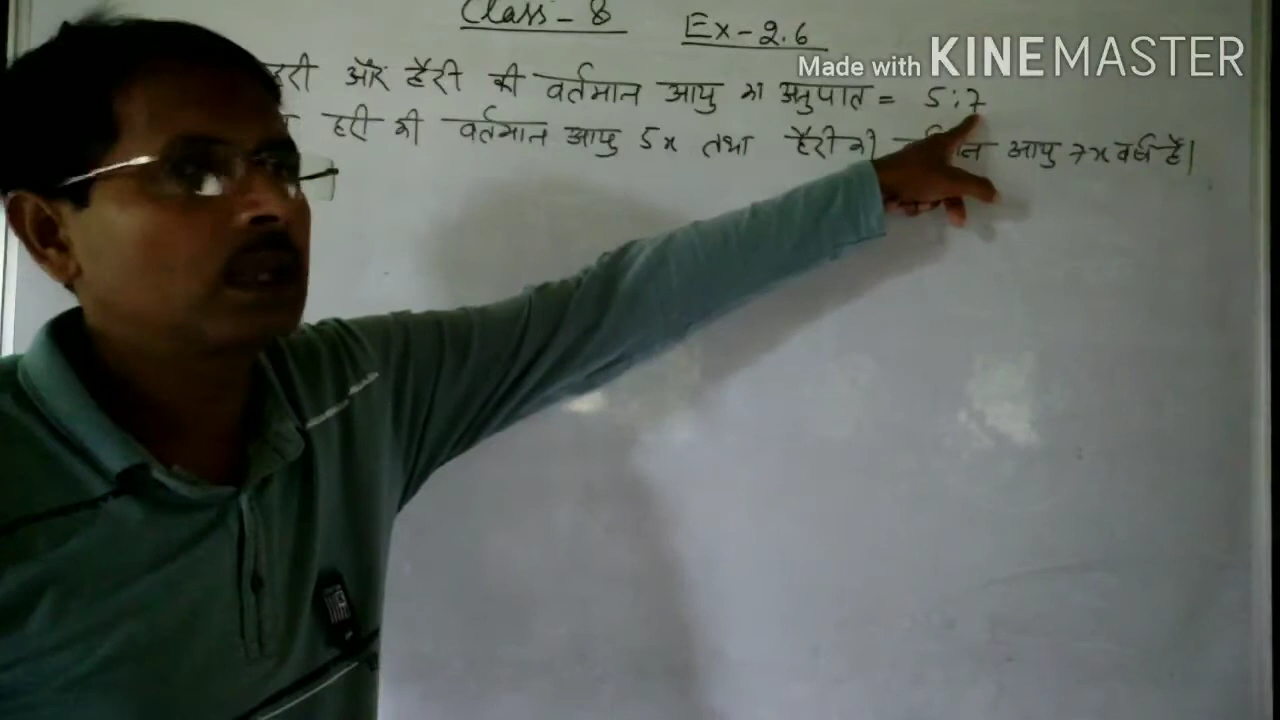 Class - 8 Ex - 2.6
Made with KINEMASTER
हरी और हैरी की वर्तमान आयु का अनुपात = 5:7
हरी की वर्तमान आयु 5x तथा हैरी की आयु 7x वर्ष है।